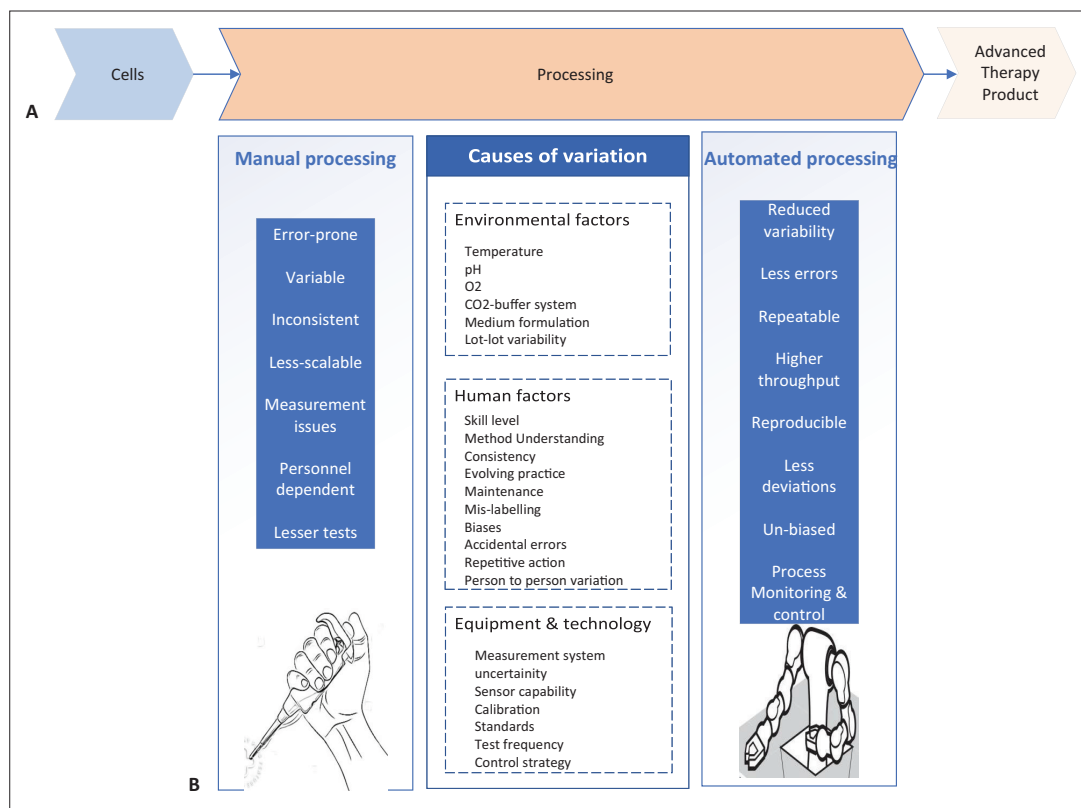 Cells
Processing
Advanced
Therapy
Product
A
Manual processing
Error-prone
Variable
Inconsistent
Less-scalable
Measurement
issues
Personnel
dependent
Lesser tests
Causes of variation
Environmental factors
Temperature
pH
O2
CO2-buffer system
Medium formulation
Lot-lot variability
Human factors
Skill level
Method Understanding
Consistency
Evolving practice
Maintenance
Mis-labelling
Biases
Accidental errors
Repetitive action
Person to person variation
Equipment & technology
Measurement system
uncertainity
Sensor capability
Calibration
Standards
Test frequency
Control strategy
Automated processing
Reduced
variability
Less errors
Repeatable
Higher
throughput
Reproducible
Less
deviations
Un-biased
Process
Monitoring &
control
B